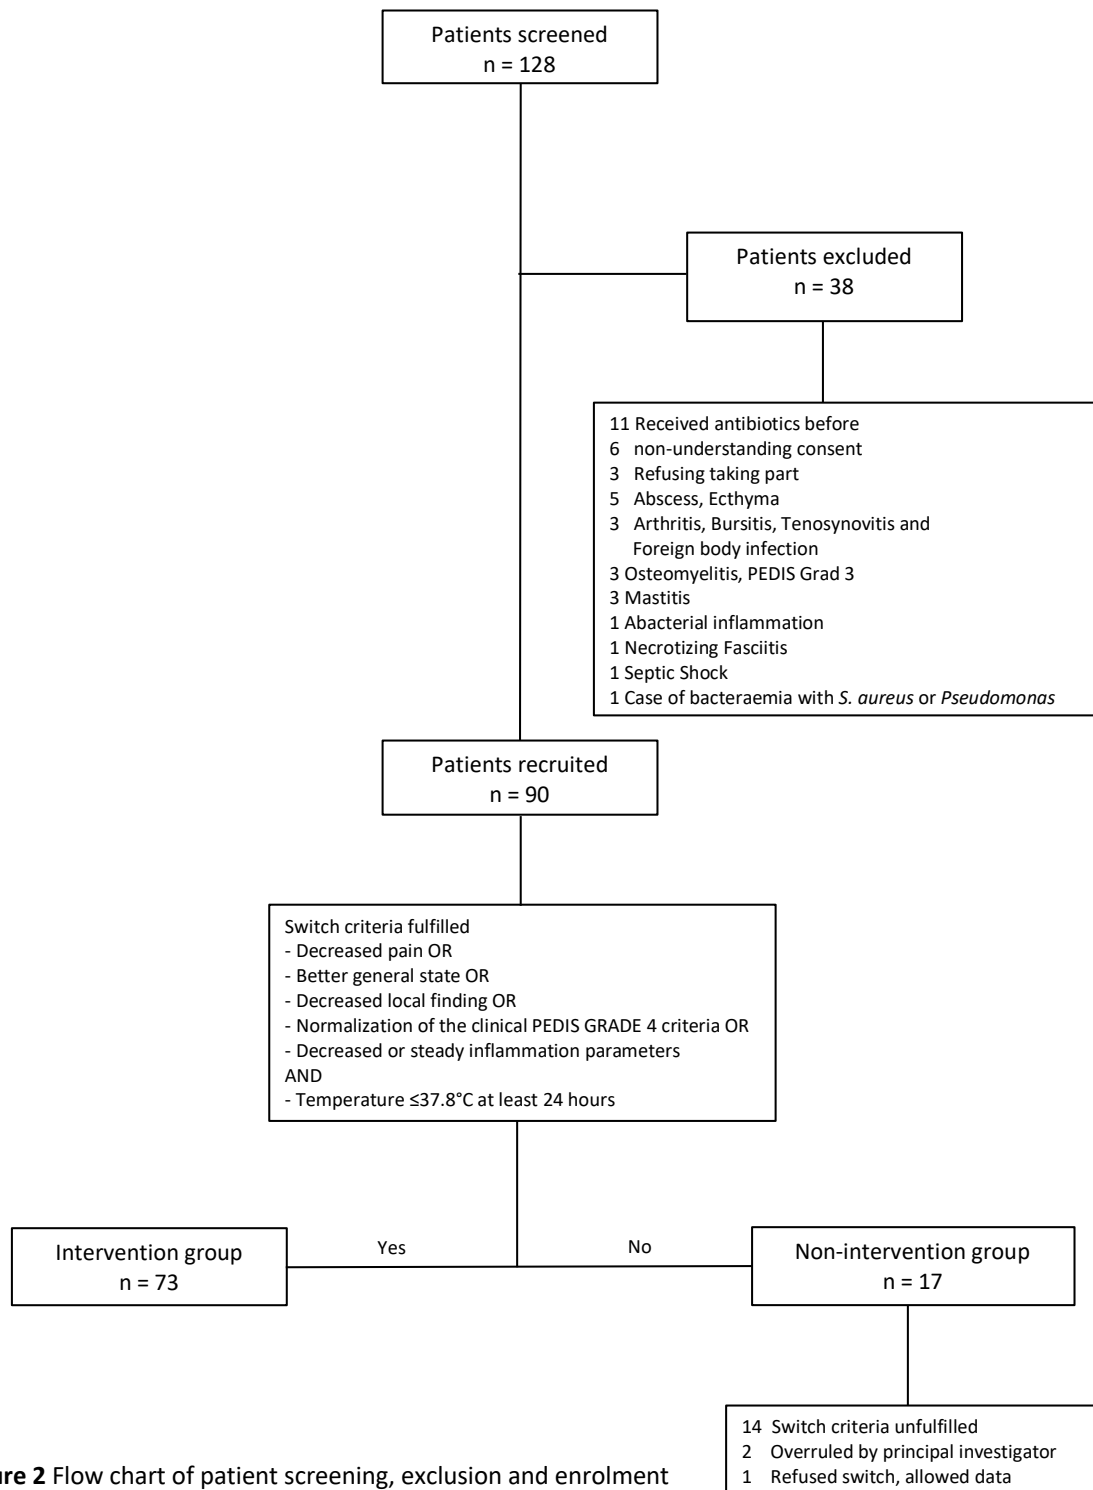 Patients screened
n = 128
Patients excluded
n = 38
11 Received antibiotics before
6 non-understanding consent
3 Refusing taking part
5 Abscess, Ecthyma
3 Arthritis, Bursitis, Tenosynovitis and
Foreign body infection
3 Osteomyelitis, PEDIS Grad 3
3 Mastitis
1 Abacterial inflammation
1 Necrotizing Fasciitis
1 Septic Shock
1 Case of bacteraemia with S. aureus or Pseudomonas
Patients recruited
n = 90
Switch criteria fulfilled
- Decreased pain OR
- Better general state OR
- Decreased local finding OR
- Normalization of the clinical PEDIS GRADE 4 criteria OR
- Decreased or steady inflammation parameters
AND
- Temperature ≤37.8°C at least 24 hours
Yes
No
Intervention group
n = 73
Non-intervention group
n = 17
14 Switch criteria unfulfilled
2 Overruled by principal investigator
1 Refused switch, allowed data
ure 2 Flow chart of patient screening, exclusion and enrolment